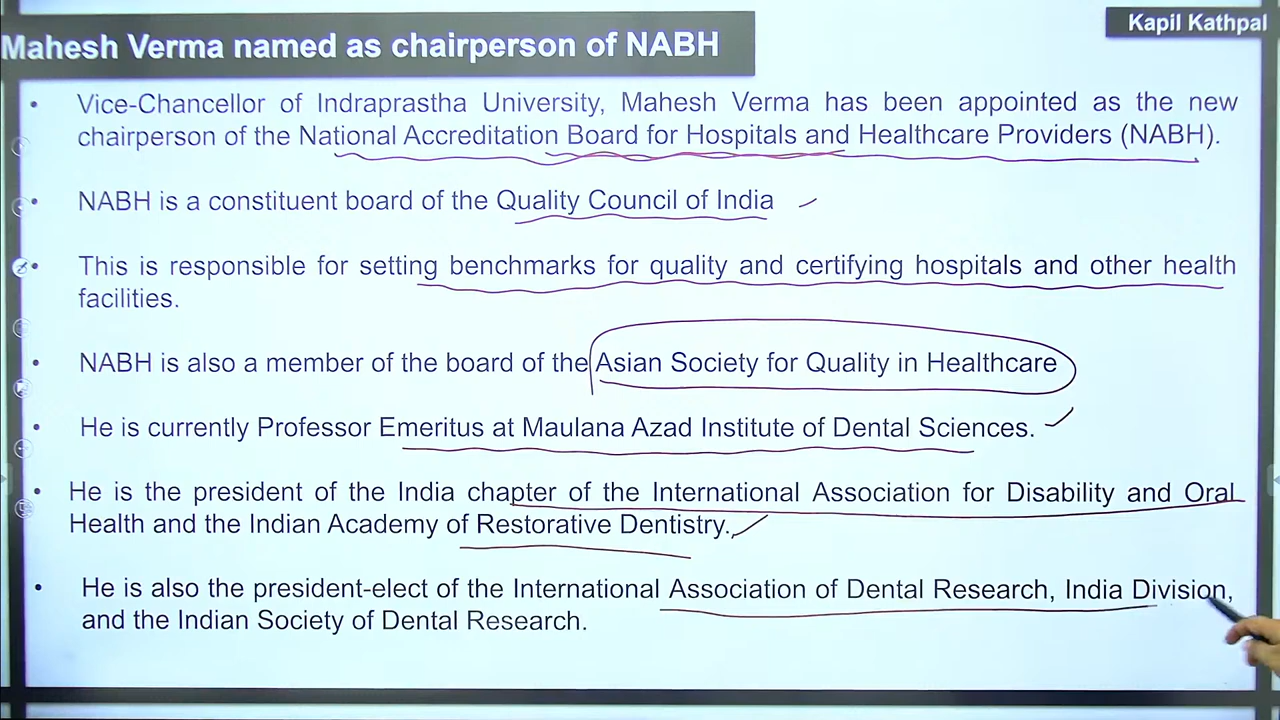 Kapil Kathpal
Mahesh Verma named as chairperson of NABH
• Vice-Chancellor of Indraprastha University, Mahesh Verma has been appointed as the new
chairperson of the National Accreditation Board for Hospitals and Healthcare Providers (NABH).
• NABH is a constituent board of the Quality Council of India
• This is responsible for setting benchmarks for quality and certifying hospitals and other health
facilities.
• NABH is also a member of the board of the Asian Society for Quality in Healthcare
• He is currently Professor Emeritus at Maulana Azad Institute of Dental Sciences.
• He is the president of the India chapter of the International Association for Disability and Oral
Health and the Indian Academy of Restorative Dentistry.
• He is also the president-elect of the International Association of Dental Research, India Division,
and the Indian Society of Dental Research.